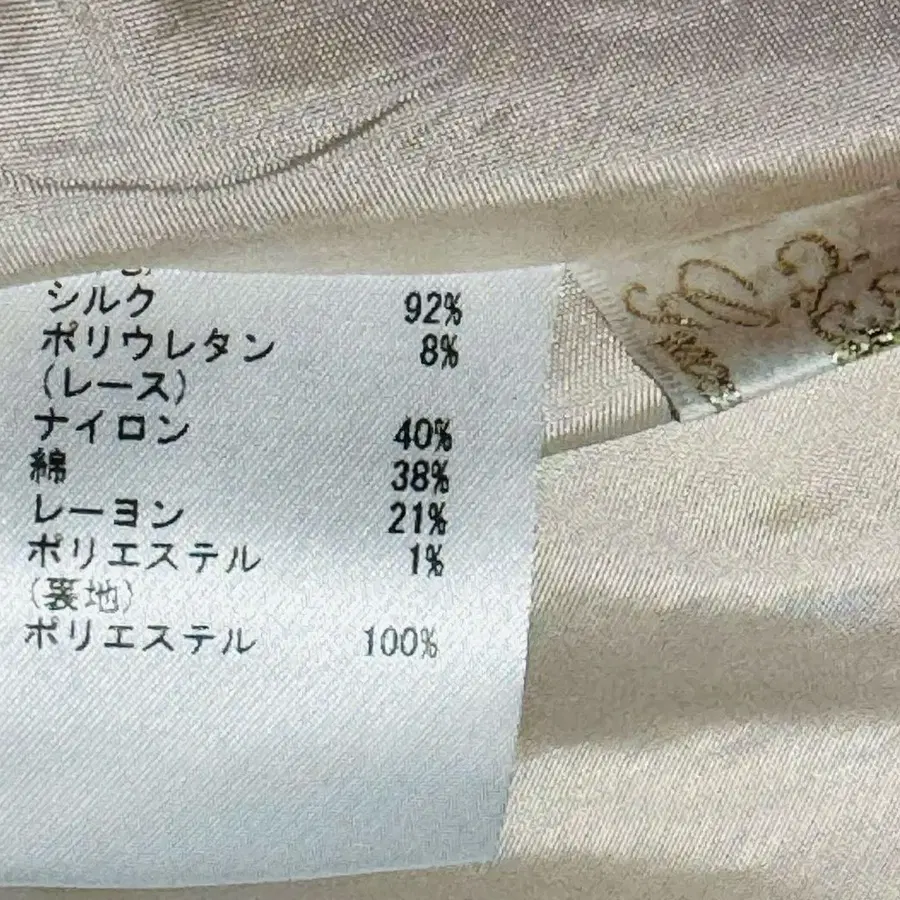 シルク 92%
ポリウレタン 8%
(レース)
ナイロン 40%
綿 38%
レーヨン 21%
ポリエステル 1%
(裏地)
ポリエステル 100%